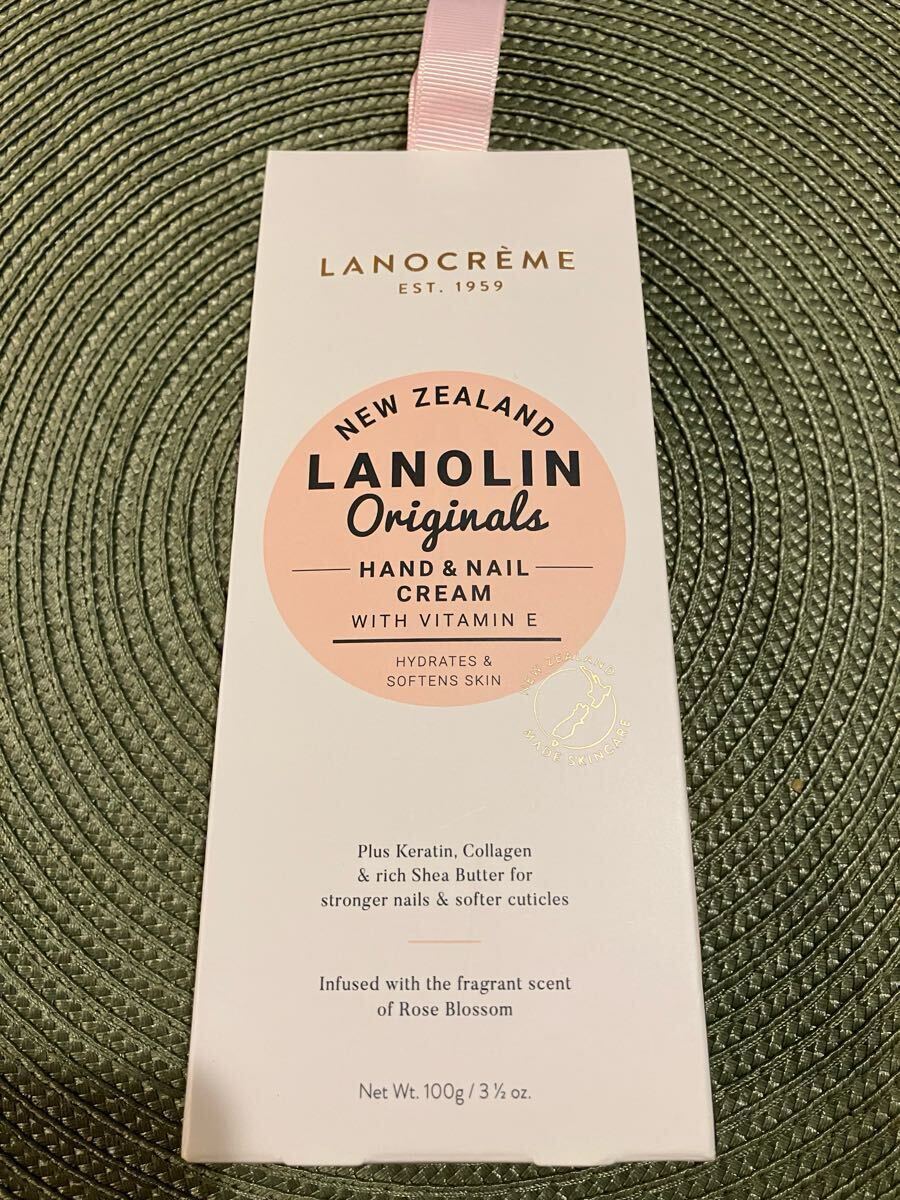 LANOCRÈME
EST. 1959
NEW ZEALAND
LANOLIN
Originals
HAND & NAIL
CREAM
WITH VITAMIN E
HYDRATES &
SOFTENS SKIN
NEW ZEALAND
MADE SKINCARE
Plus Keratin, Collagen
& rich Shea Butter for
stronger nails & softer cuticles
Infused with the fragrant scent
of Rose Blossom
Net Wt. 100g / 3 ½ oz.